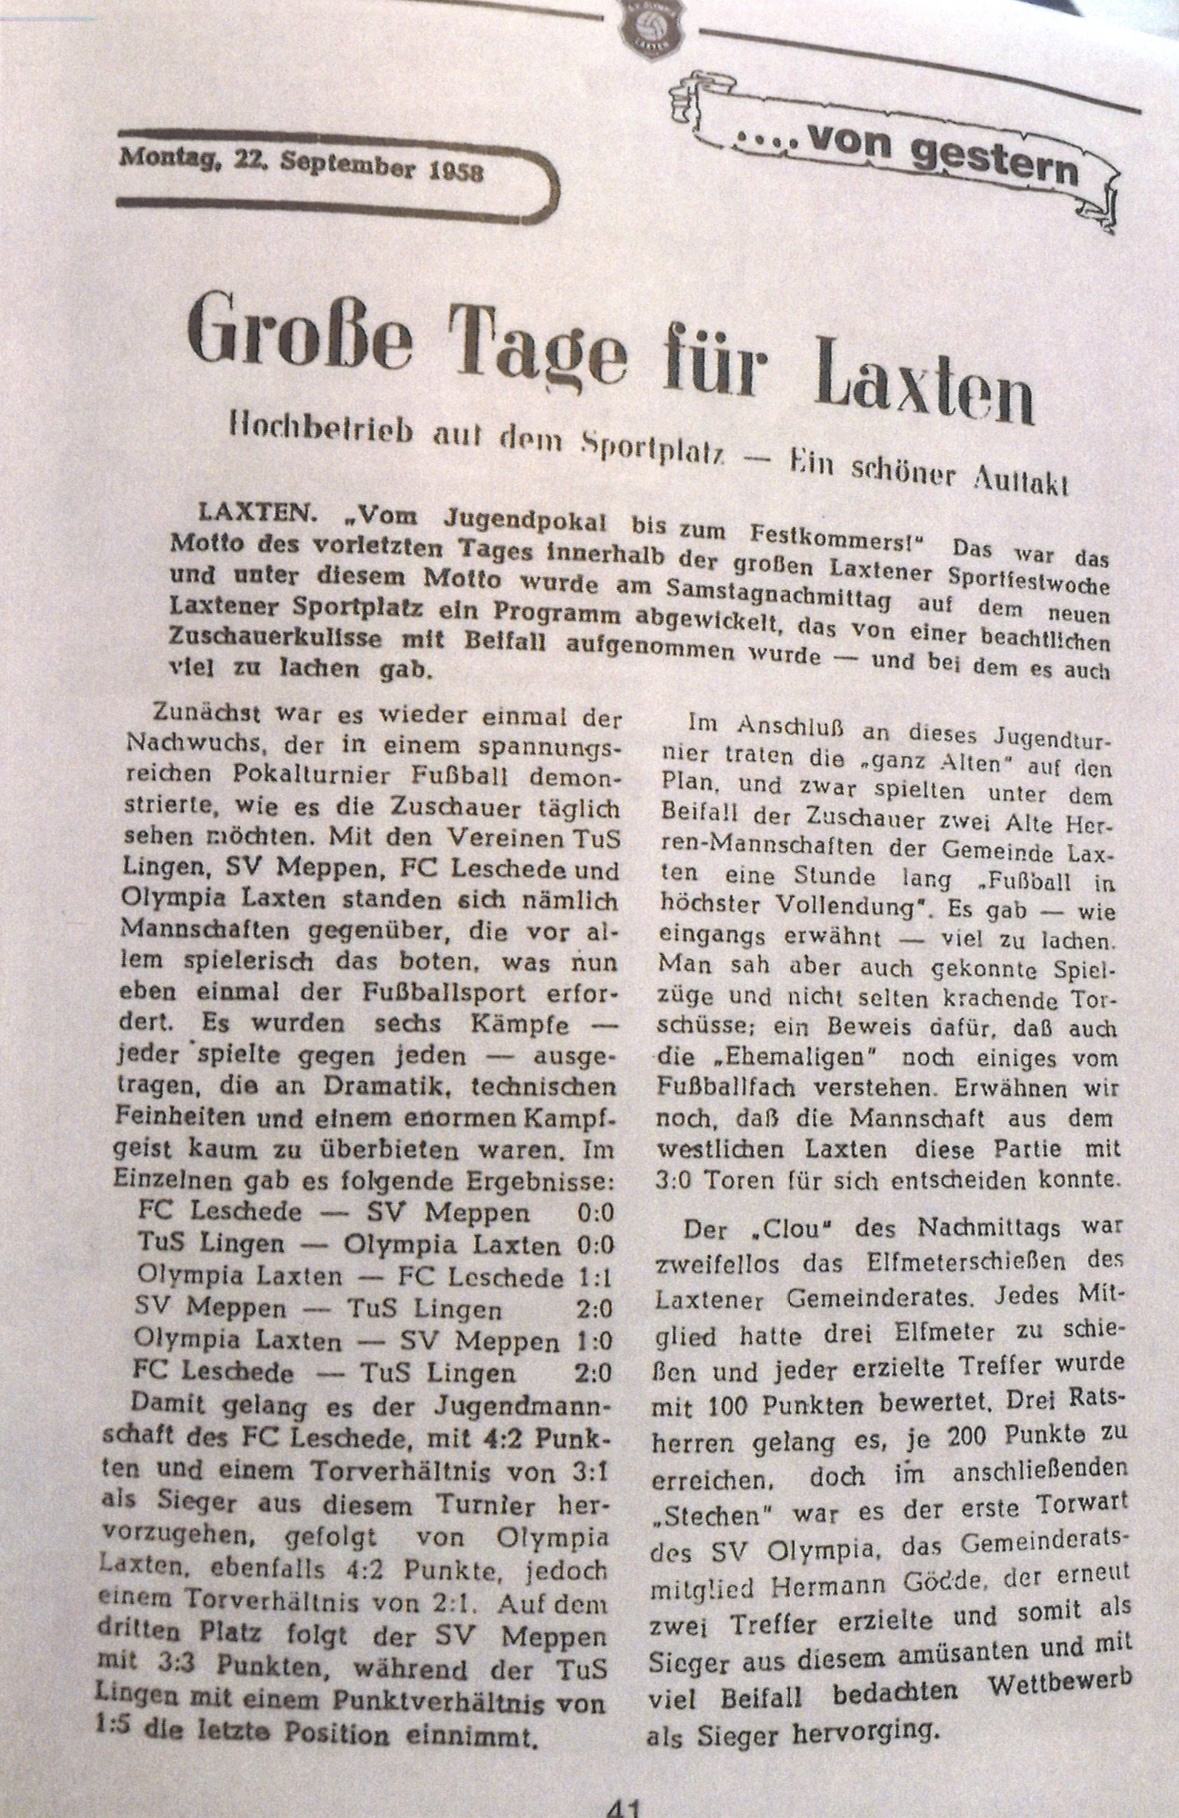 S.V. OLYMPIA
LAXTEN
....von gestern
Montag, 22. September 1958
Große Tage für Laxten
Hochbetrieb auf dem Sportplatz — Ein schöner Auftakt
LAXTEN. „Vom Jugendpokal bis zum Festkommers!“ Das war das
Motto des vorletzten Tages innerhalb der großen Laxtener Sportfestwoche
und unter diesem Motto wurde am Samstagnachmittag auf dem neuen
Laxtener Sportplatz ein Programm abgewickelt, das von einer beachtlichen
Zuschauerkulisse mit Beifall aufgenommen wurde — und bei dem es auch
viel zu lachen gab.
Zunächst war es wieder einmal der
Nachwuchs, der in einem spannungs-
reichen Pokalturnier Fußball demon-
strierte, wie es die Zuschauer täglich
sehen möchten. Mit den Vereinen TuS
Lingen, SV Meppen, FC Leschede und
Olympia Laxten standen sich nämlich
Mannschaften gegenüber, die vor al-
lem spielerisch das boten, was nun
eben einmal der Fußballsport erfor-
dert. Es wurden sechs Kämpfe —
jeder spielte gegen jeden — ausge-
tragen, die an Dramatik, technischen
Feinheiten und einem enormen Kampf-
geist kaum zu überbieten waren. Im
Einzelnen gab es folgende Ergebnisse:
FC Leschede — SV Meppen 0:0
TuS Lingen — Olympia Laxten 0:0
Olympia Laxten — FC Leschede 1:1
SV Meppen — TuS Lingen 2:0
Olympia Laxten — SV Meppen 1:0
FC Leschede — TuS Lingen 2:0
Damit gelang es der Jugendmann-
schaft des FC Leschede, mit 4:2 Punk-
ten und einem Torverhältnis von 3:1
als Sieger aus diesem Turnier her-
vorzugehen, gefolgt von Olympia
Laxten, ebenfalls 4:2 Punkte, jedoch
einem Torverhältnis von 2:1. Auf dem
dritten Platz folgt der SV Meppen
mit 3:3 Punkten, während der TuS
Lingen mit einem Punktverhältnis von
1:5 die letzte Position einnimmt.
Im Anschluß an dieses Jugendtur-
nier traten die „ganz Alten“ auf den
Plan, und zwar spielten unter dem
Beifall der Zuschauer zwei Alte Her-
ren-Mannschaften der Gemeinde Lax-
ten eine Stunde lang „Fußball in
höchster Vollendung“. Es gab — wie
eingangs erwähnt — viel zu lachen.
Man sah aber auch gekonnte Spiel-
züge und nicht selten krachende Tor-
schüsse; ein Beweis dafür, daß auch
die „Ehemaligen“ noch einiges vom
Fußballfach verstehen. Erwähnen wir
noch, daß die Mannschaft aus dem
westlichen Laxten diese Partie mit
3:0 Toren für sich entscheiden konnte.
Der „Clou“ des Nachmittags war
zweifellos das Elfmeterschießen des
Laxtener Gemeinderates. Jedes Mit-
glied hatte drei Elfmeter zu schie-
ßen und jeder erzielte Treffer wurde
mit 100 Punkten bewertet. Drei Rats-
herren gelang es, je 200 Punkte zu
erreichen, doch im anschließenden
„Stechen“ war es der erste Torwart
des SV Olympia, das Gemeinderats-
mitglied Hermann Gödde, der erneut
zwei Treffer erzielte und somit als
Sieger aus diesem amüsanten und mit
viel Beifall bedachten Wettbewerb
als Sieger hervorging.
41